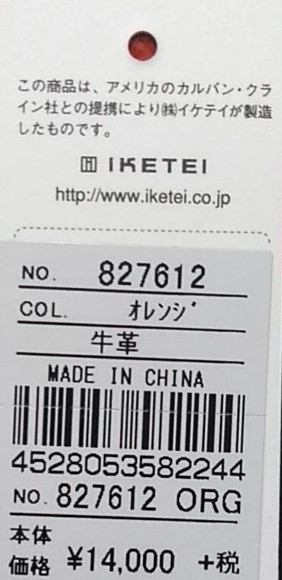 この商品は、アメリカのカルバン・クラ
イン社との提携により㈱イケテイが製造
したものです。
IKETEI
http://www.iketei.co.jp
NO. 827612
COL. オレンジ
牛革
MADE IN CHINA
4528053582244
NO. 827612 ORG
本体
価格 ¥14,000 +税